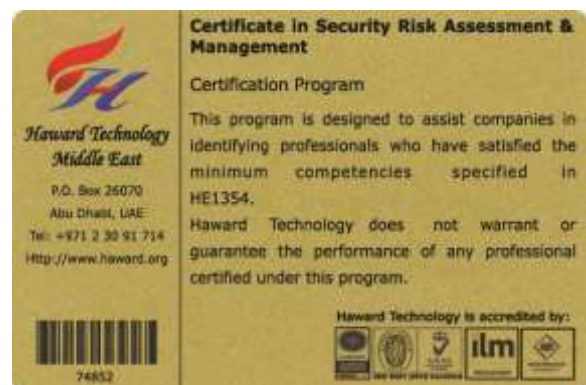 Haward Technology
Middle East
P.O. Box 26070
Abu Dhabi, UAE
Tel: +971 2 30 91 714
Http://www.haward.org
74852
Certificate in Security Risk Assessment &
Management
Certification Program
This program is designed to assist companies in
identifying professionals who have satisfied the
minimum competencies specified in
HE1354.
Haward Technology does not warrant or
guarantee the performance of any professional
certified under this program.
Haward Technology is accredited by:
ilm